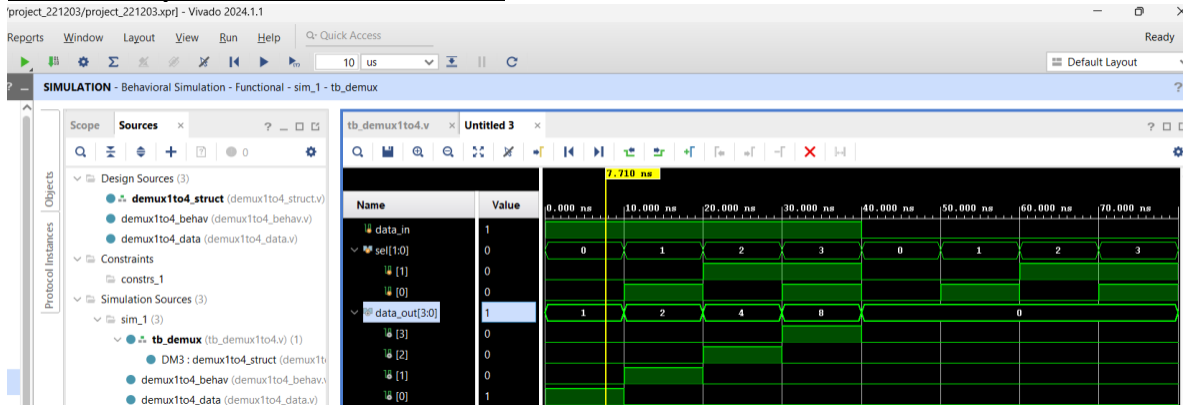 /project_221203/project_221203.xpr] - Vivado 2024.1.1
Reports Window Layout View Run Help Q- Quick Access Ready
10 us Default Layout
SIMULATION - Behavioral Simulation - Functional - sim_1 - tb_demux ?
Scope Sources × ? _
0
Objects
Protocol Instances
Design Sources (3)
demux1to4_struct (demux1to4_struct.v)
demux1to4_behav (demux1to4_behav.v)
demux1to4_data (demux1to4_data.v)
Constraints
constrs_1
Simulation Sources (3)
sim_1 (3)
tb_demux (tb_demux1to4.v) (1)
DM3 : demux1to4_struct (demux1t
demux1to4_behav (demux1to4_behav.v
demux1to4_data (demux1to4_data.v)
tb_demux1to4.v × Untitled 3 × ?
7.710 ns
Name Value 0.000 ns 10.000 ns 20.000 ns 30.000 ns 40.000 ns 50.000 ns 60.000 ns 70.000 ns
data_in 1
sel[1:0] 0 0 1 2 3 0 1 2 3
[1] 0
[0] 0
data_out[3:0] 1 1 2 4 8 0
[3] 0
[2] 0
[1] 0
[0] 1